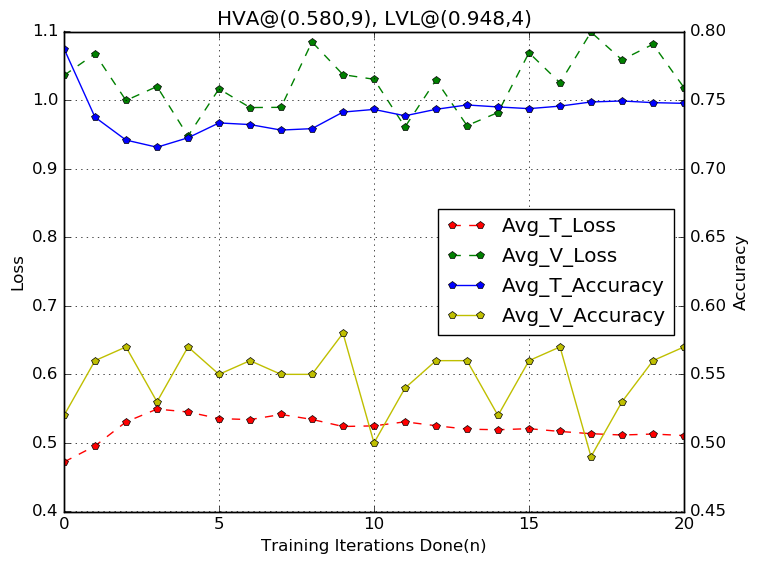 HVA@(0.580,9), LVL@(0.948,4)
1.1
1.0
0.9
0.8
0.7
0.6
0.5
0.4
Loss
0.80
0.75
0.70
0.65
0.60
0.55
0.50
0.45
Accuracy
Avg_T_Loss
Avg_V_Loss
Avg_T_Accuracy
Avg_V_Accuracy
0 5 10 15 20
Training Iterations Done(n)